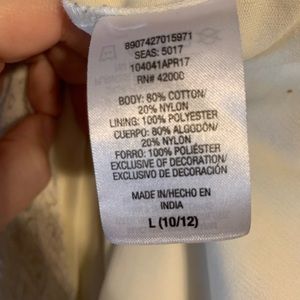 8907427015971
SEAS: 5017
104041APR17
RN# 42000
BODY: 80% COTTON/
20% NYLON
LINING: 100% POLYESTER
CUERPO: 80% ALGODÓN/
20% NYLON
FORRO: 100% POLIÉSTER
EXCLUSIVE OF DECORATION/
EXCLUSIVO DE DECORACIÓN
MADE IN/HECHO EN
INDIA
L (10/12)